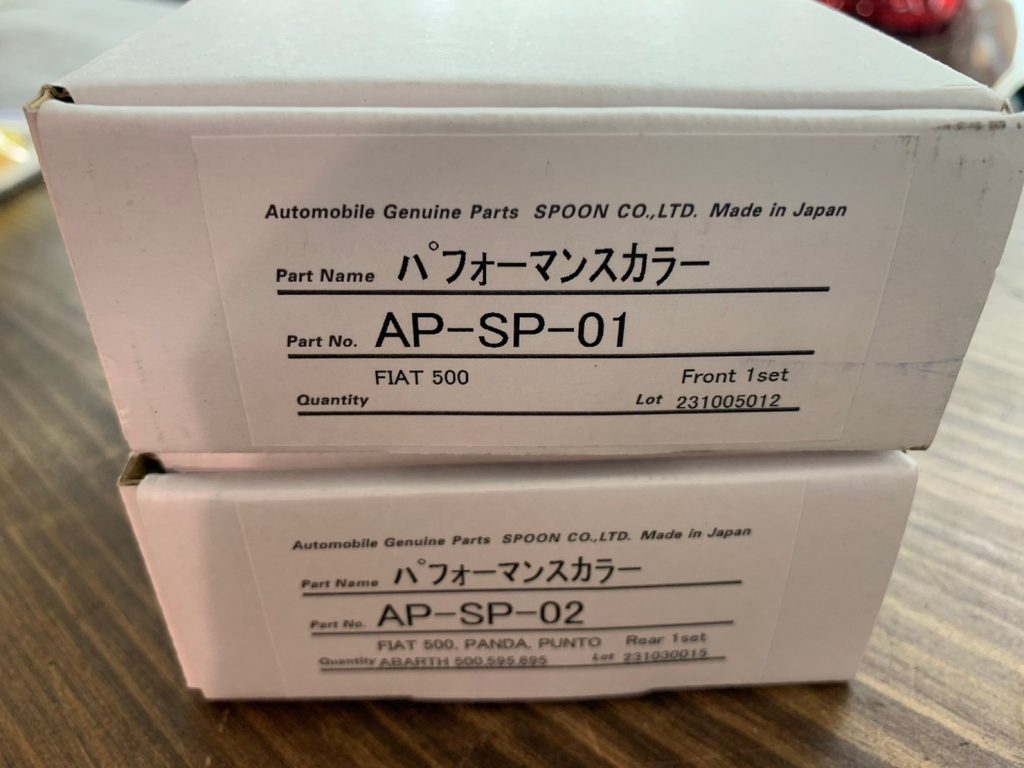 Automobile Genuine Parts SPOON CO.,LTD. Made in Japan
Part Name パフォーマンスカラー
Part No. AP-SP-01
FIAT 500 Front 1set
Quantity Lot 231005012
Automobile Genuine Parts SPOON CO.,LTD. Made in Japan
Part Name パフォーマンスカラー
Part No. AP-SP-02
FIAT 500, PANDA, PUNTO Rear 1set
Quantity ABARTH 500,595,695 Lot 231030015